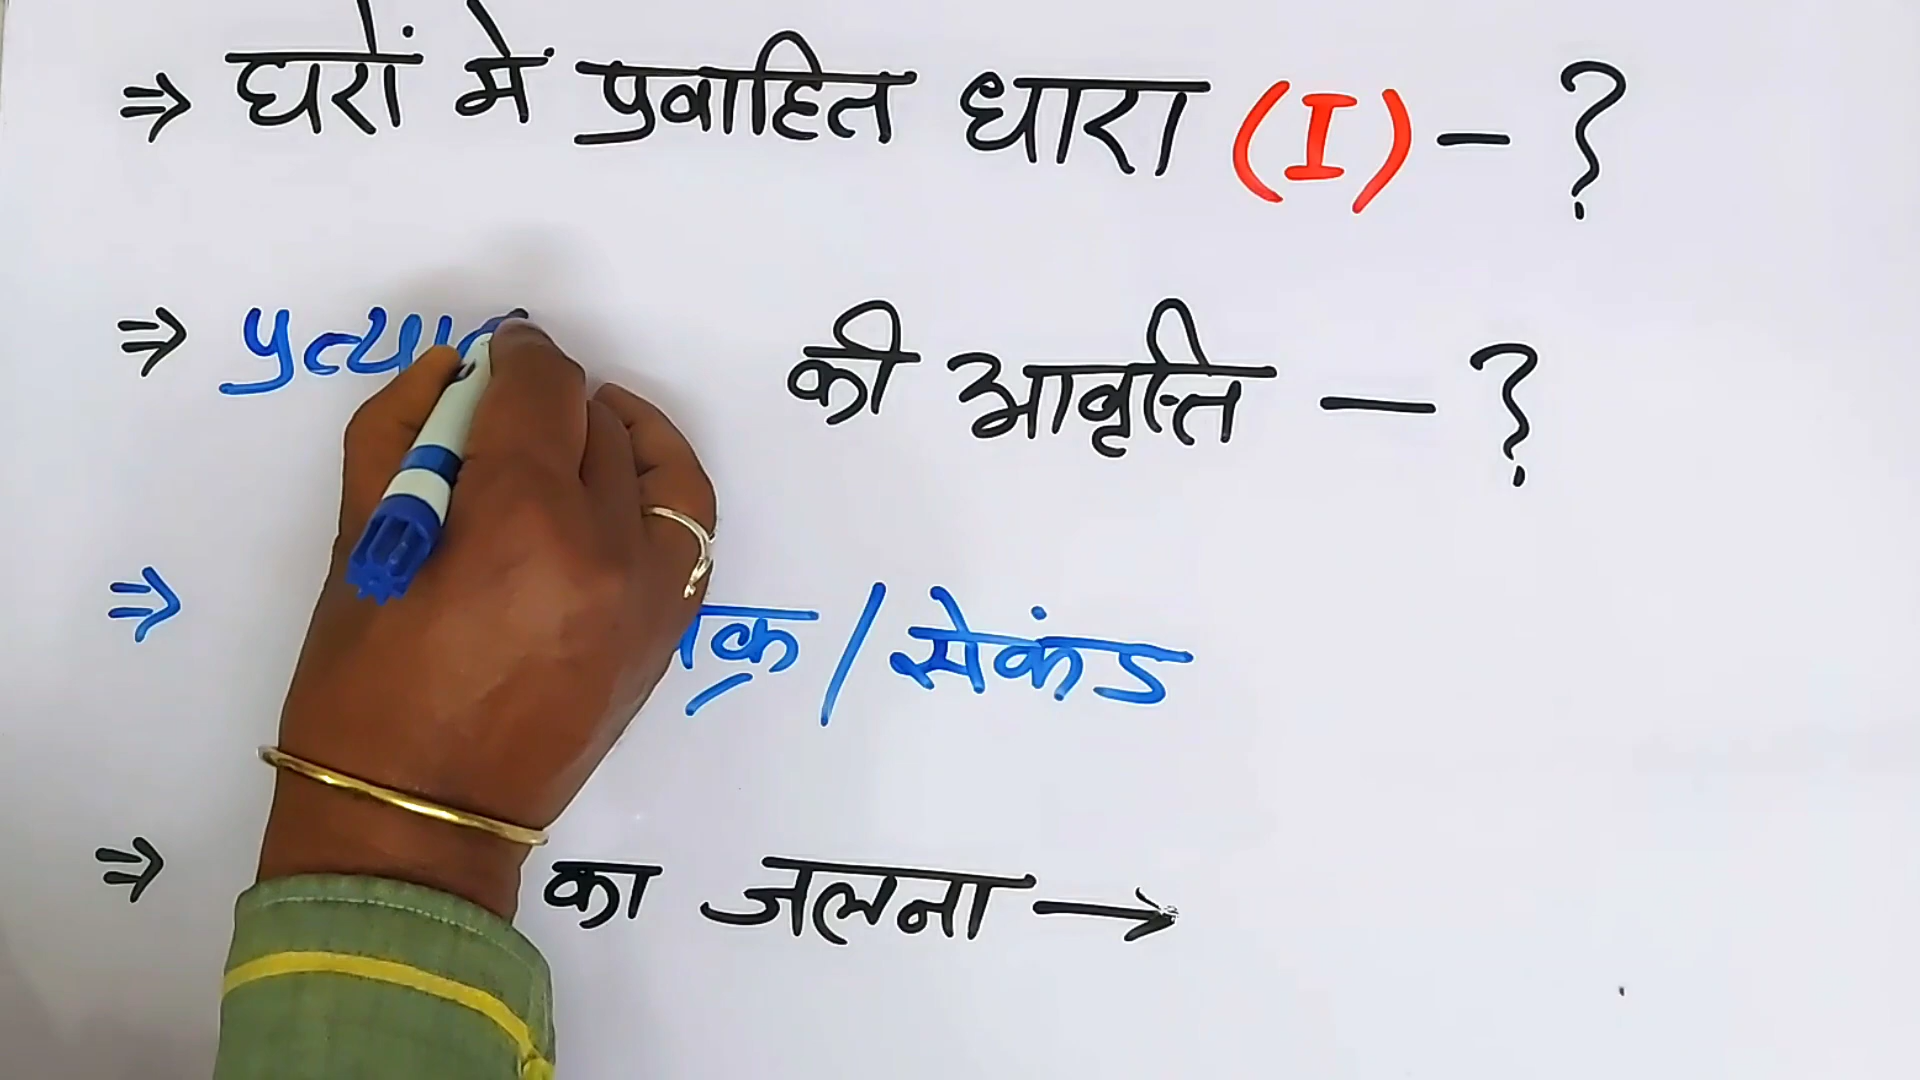 ⇒ घरों में प्रवाहित धारा (I) – ?
⇒ की आवृत्ति – ?
⇒ / सेकंड
⇒ का जलना →